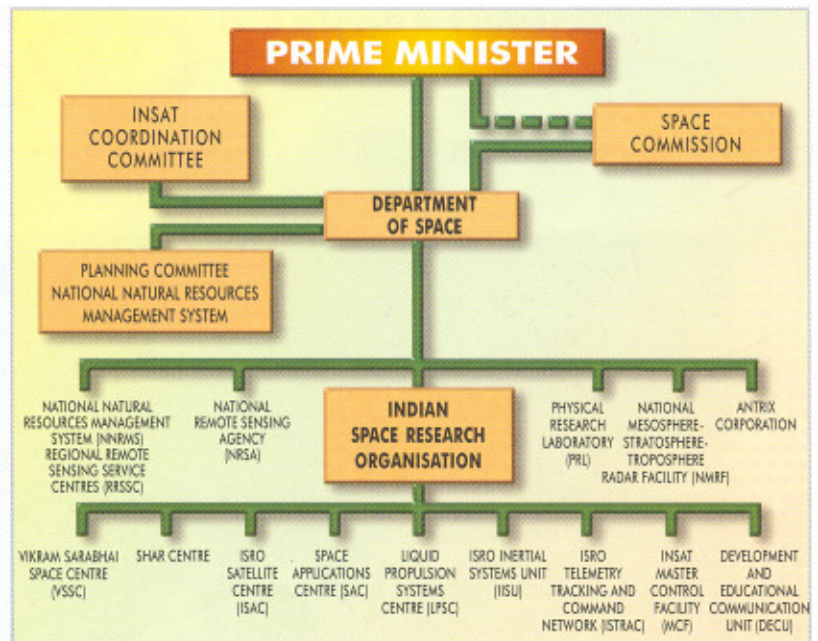 PRIME MINISTER
INSAT
COORDINATION
COMMITTEE
SPACE
COMMISSION
DEPARTMENT
OF SPACE
PLANNING COMMITTEE
NATIONAL NATURAL RESOURCES
MANAGEMENT SYSTEM
NATIONAL NATURAL
RESOURCES MANAGEMENT
SYSTEM (NNRMS)
REGIONAL REMOTE
SENSING SERVICE
CENTRES (RRSSC)
NATIONAL
REMOTE SENSING
AGENCY
(NRSA)
INDIAN
SPACE RESEARCH
ORGANISATION
PHYSICAL
RESEARCH
LABORATORY
(PRL)
NATIONAL
MESOSPHERE-
STRATOSPHERE-
TROPOSPHERE
RADAR FACILITY (NMRF)
ANTRIX
CORPORATION
VIKRAM SARABHAI
SPACE CENTRE
(VSSC)
SHAR CENTRE
ISRO
SATELLITE
CENTRE
(ISAC)
SPACE
APPLICATIONS
CENTRE (SAC)
LIQUID
PROPULSION
SYSTEMS
CENTRE (LPSC)
ISRO INERTIAL
SYSTEMS UNIT
(IISU)
ISRO
TELEMETRY
TRACKING AND
COMMAND
NETWORK (ISTRAC)
INSAT
MASTER
CONTROL
FACILITY
(MCF)
DEVELOPMENT
AND
EDUCATIONAL
COMMUNICATION
UNIT (DECU)